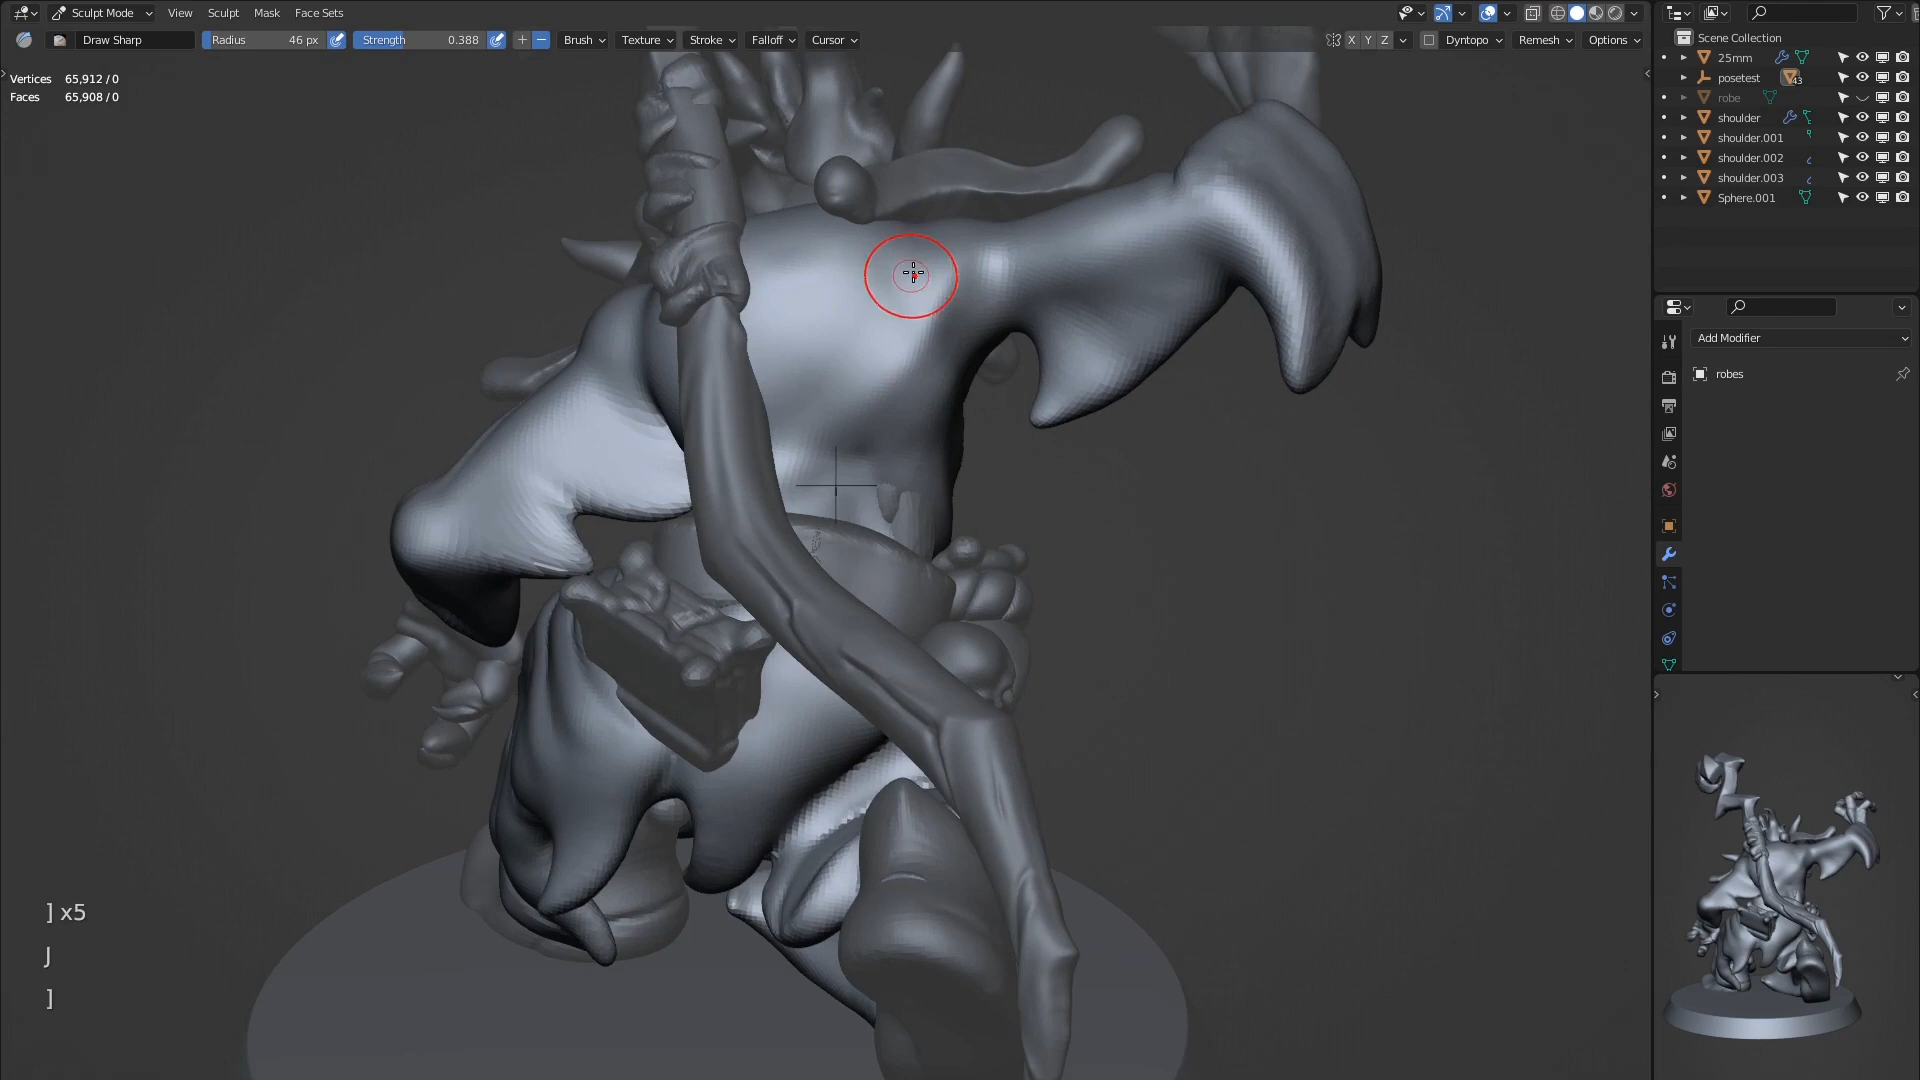 Sculpt Mode View Sculpt Mask Face Sets
Draw Sharp Radius 46 px Strength 0.388 Brush Texture Stroke Falloff Cursor X Y Z Dyntopo Remesh Options
Vertices 65,912 / 0
Faces 65,908 / 0
Scene Collection
25mm
posetest 43
robe
shoulder
shoulder.001
shoulder.002
shoulder.003
Sphere.001
Add Modifier
robes
] x5
J
]